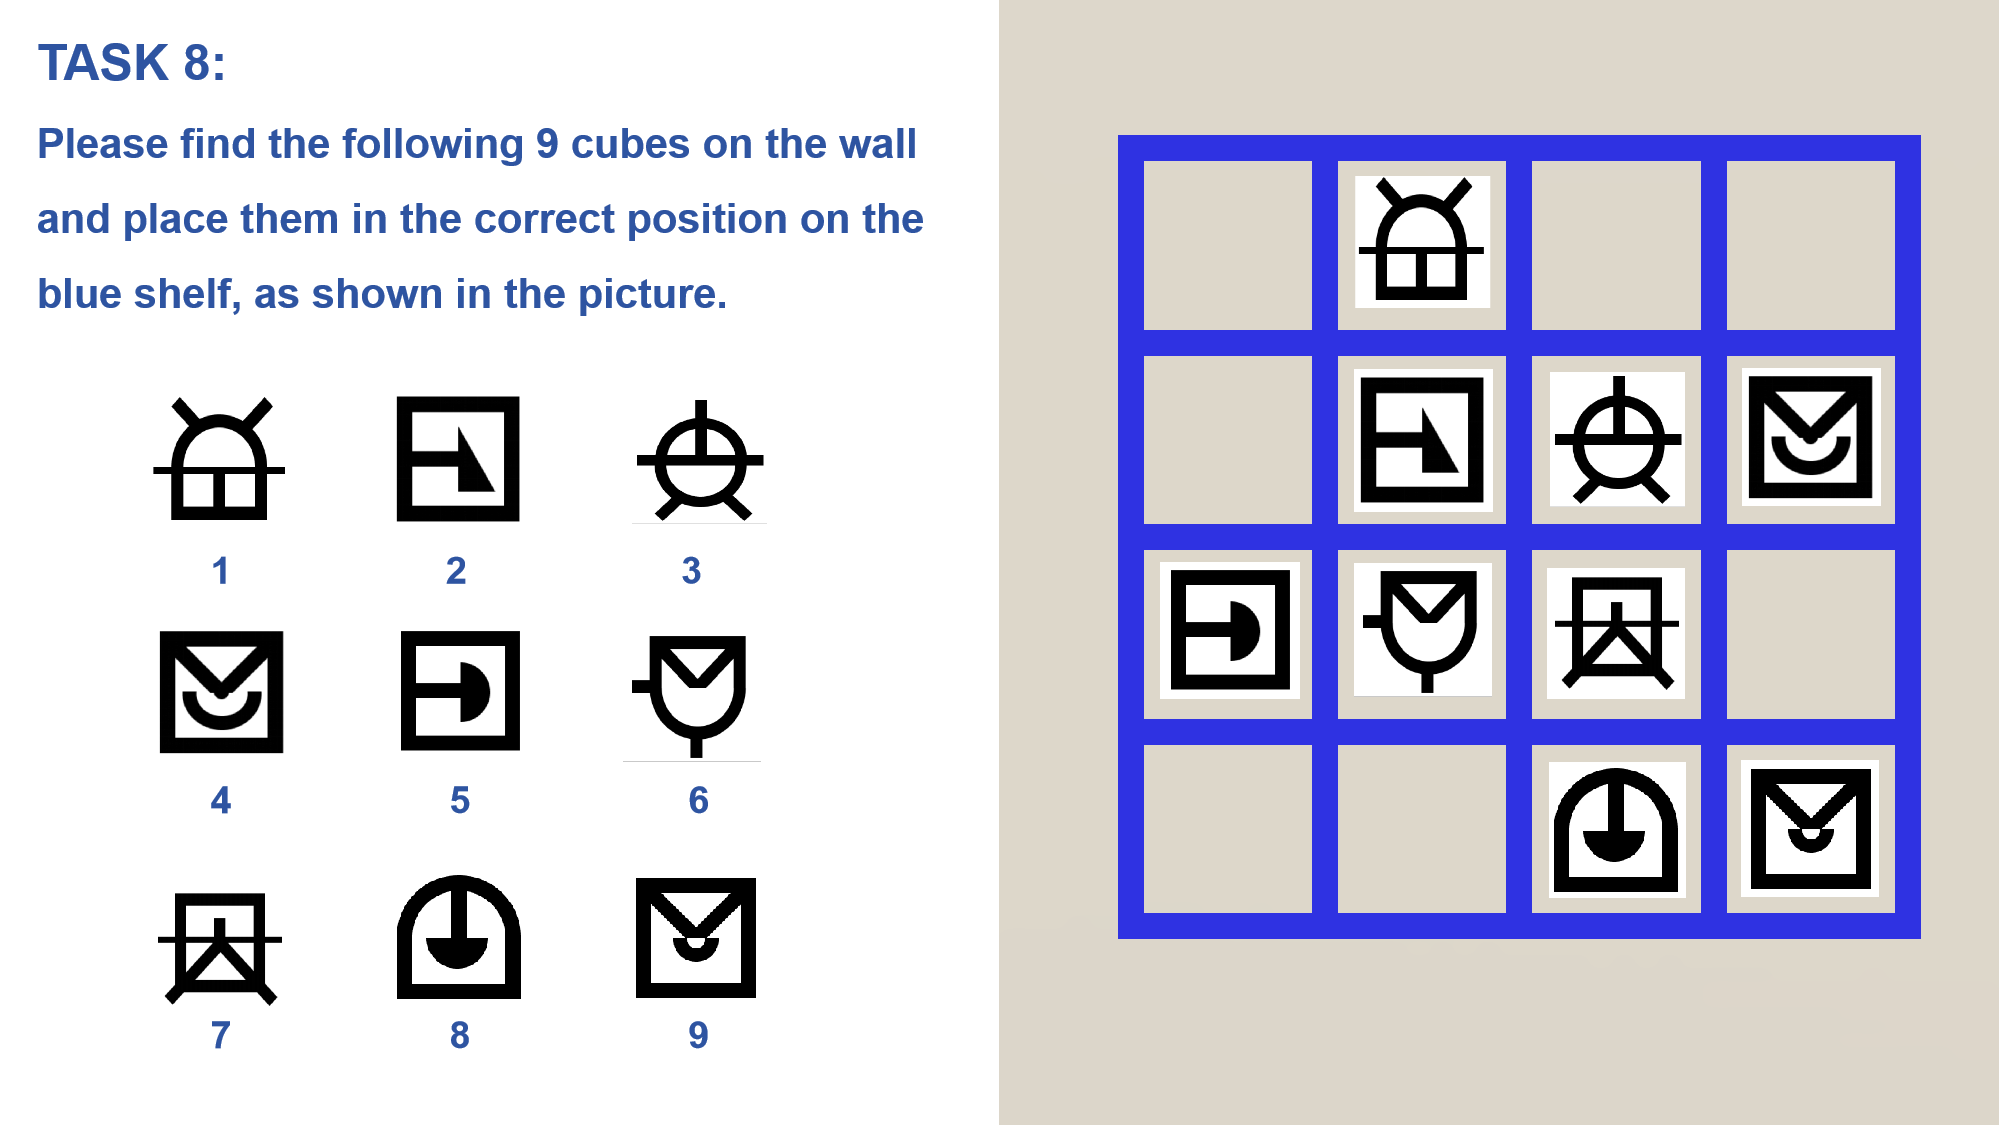 TASK 8:
Please find the following 9 cubes on the wall
and place them in the correct position on the
blue shelf, as shown in the picture.
1 2 3
4 5 6
7 8 9